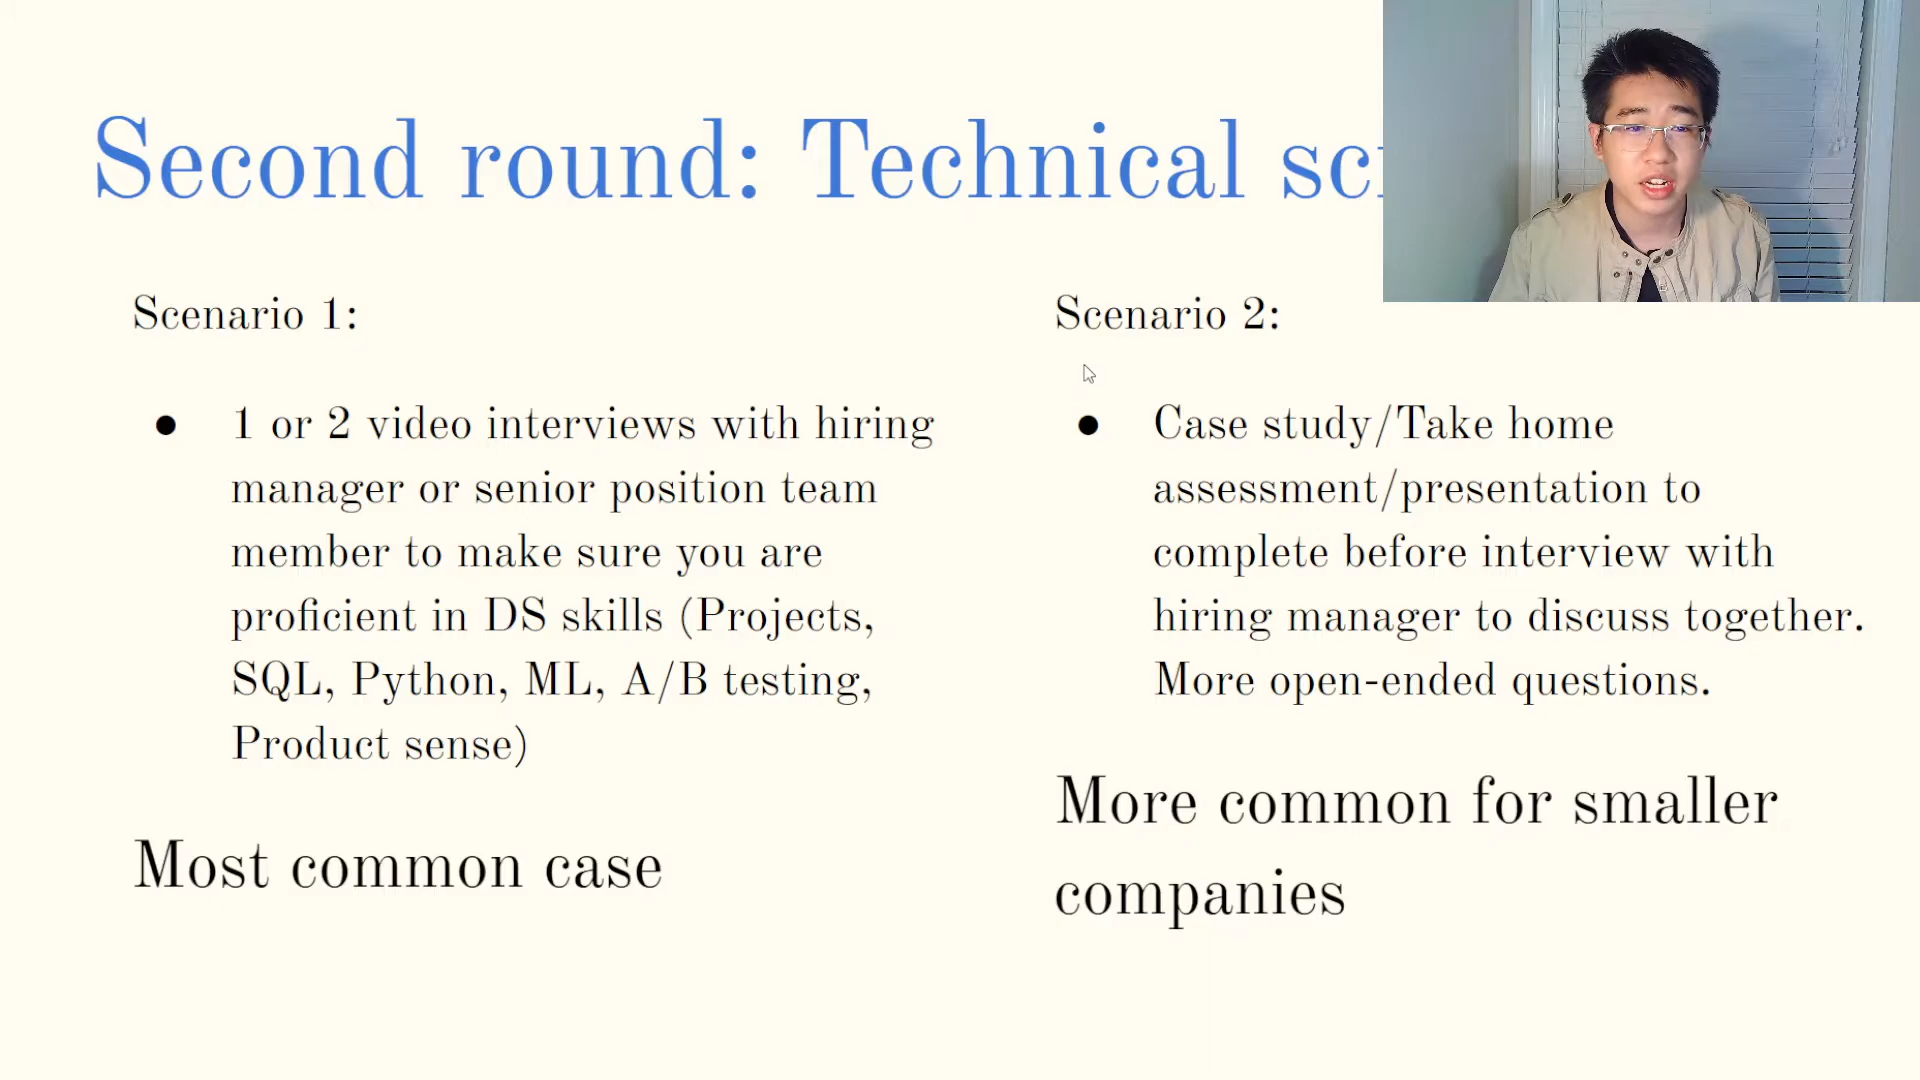 Second round: Technical
Scenario 1:
● 1 or 2 video interviews with hiring
manager or senior position team
member to make sure you are
proficient in DS skills (Projects,
SQL, Python, ML, A/B testing,
Product sense)
Most common case
Scenario 2:
● Case study/Take home
assessment/presentation to
complete before interview with
hiring manager to discuss together.
More open-ended questions.
More common for smaller
companies